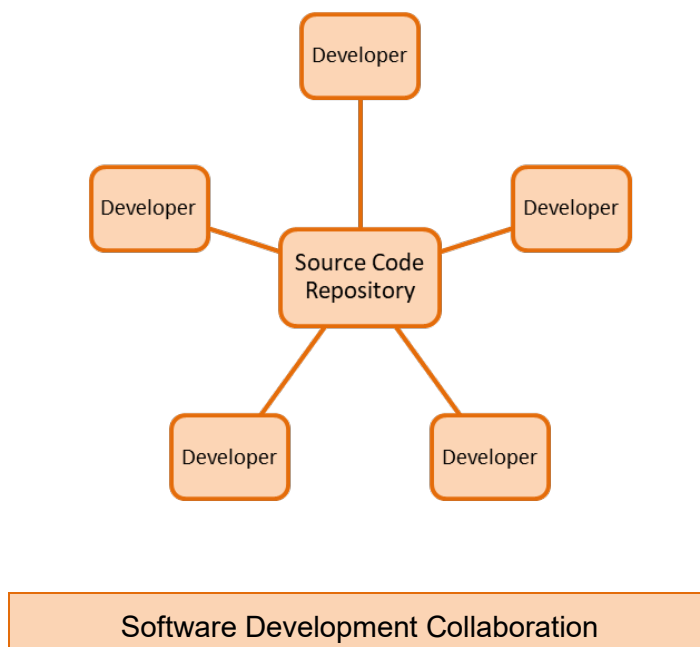 Developer
Developer
Developer
Source Code
Repository
Developer
Developer
Software Development Collaboration